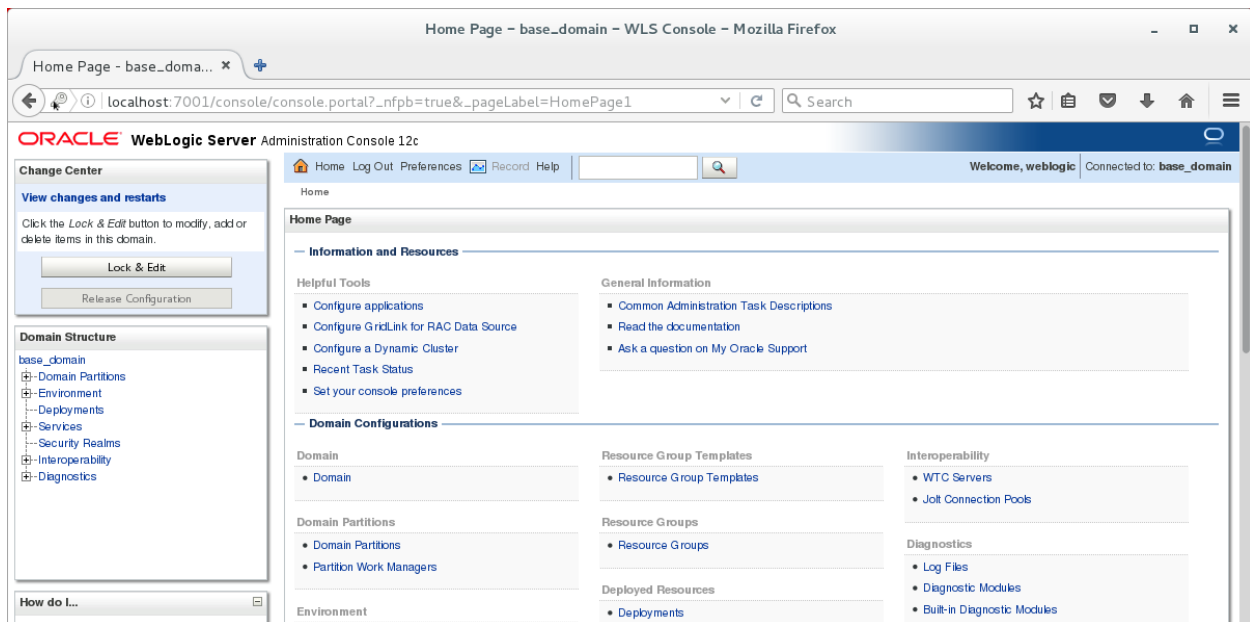 Home Page - base_domain - WLS Console - Mozilla Firefox
Home Page - base_doma...
localhost:7001/console/console.portal?_nfpb=true&_pageLabel=HomePage1
Search
ORACLE WebLogic Server Administration Console 12c
Change Center
View changes and restarts
Click the Lock & Edit button to modify, add or
delete items in this domain.
Lock & Edit
Release Configuration
Domain Structure
base_domain
Domain Partitions
Environment
Deployments
Services
Security Realms
Interoperability
Diagnostics
How do I...
Home Log Out Preferences Record Help
Welcome, weblogic Connected to: base_domain
Home
Home Page
Information and Resources
Helpful Tools
Configure applications
Configure GridLink for RAC Data Source
Configure a Dynamic Cluster
Recent Task Status
Set your console preferences
General Information
Common Administration Task Descriptions
Read the documentation
Ask a question on My Oracle Support
Domain Configurations
Domain
Domain
Domain Partitions
Domain Partitions
Partition Work Managers
Environment
Resource Group Templates
Resource Group Templates
Resource Groups
Resource Groups
Deployed Resources
Deployments
Interoperability
WTC Servers
Jolt Connection Pools
Diagnostics
Log Files
Diagnostic Modules
Built-in Diagnostic Modules